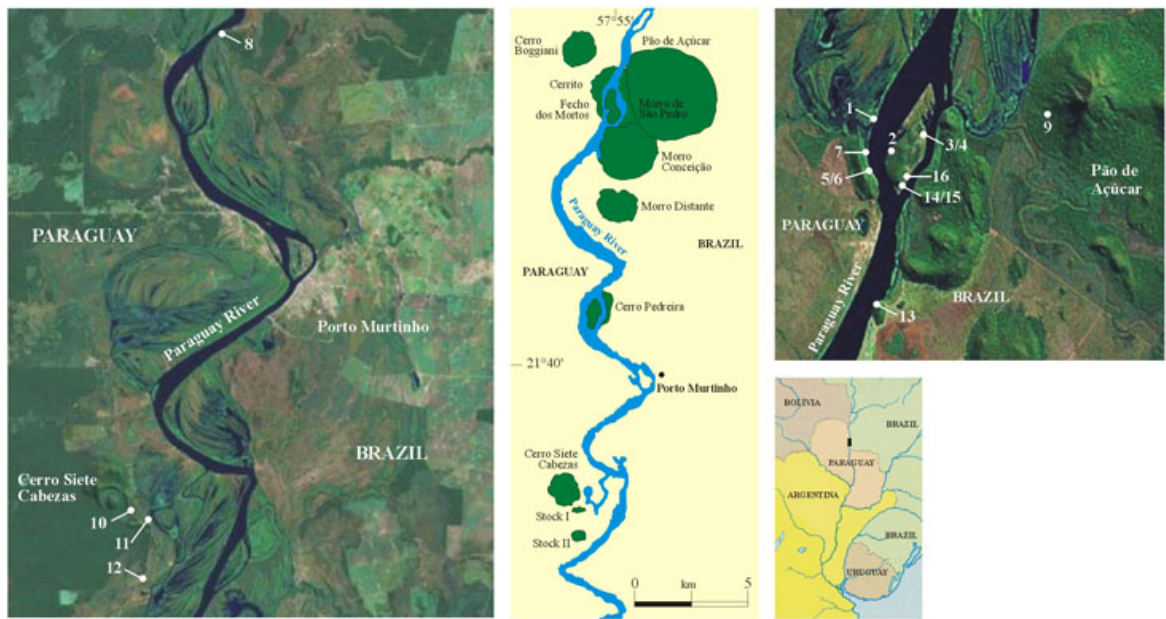 8
PARAGUAY
Paraguay River
Porto Murtinho
BRAZIL
Cerro Siete
Cabezas
10
11
12
57°55'
Cerro
Boggiani
Pão de Açúcar
Cerrito
Fecho
dos Mortos
Morro de
São Pedro
Morro
Conceição
Morro Distante
Paraguay River
BRAZIL
PARAGUAY
Cerro Pedreira
21°40'
Porto Murtinho
Cerro Siete
Cabezas
Stock I
Stock II
0 5
km
1
7
2
3/4
9
5/6
16
14/15
Pão de
Açúcar
PARAGUAY
BRAZIL
13
Paraguay River
BOLIVIA
BRAZIL
PARAGUAY
ARGENTINA
BRAZIL
URUGUAY